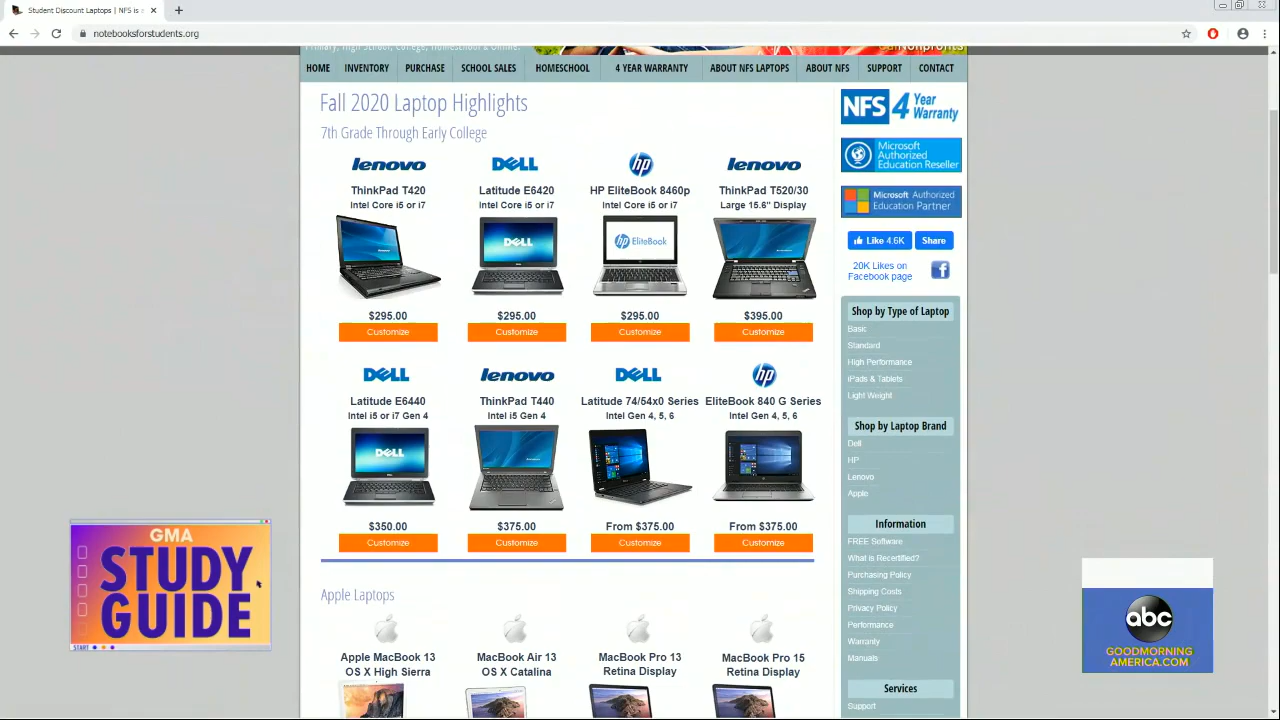 Student Discount Laptops | NFS is
notebooksforstudents.org
Primary, High School, College, Homeschool & Online.
HOME INVENTORY PURCHASE SCHOOL SALES HOMESCHOOL 4 YEAR WARRANTY ABOUT NFS LAPTOPS ABOUT NFS SUPPORT CONTACT
Fall 2020 Laptop Highlights
7th Grade Through Early College
lenovo DELL hp lenovo
ThinkPad T420 Latitude E6420 HP EliteBook 8460p ThinkPad T520/30
Intel Core i5 or i7 Intel Core i5 or i7 Intel Core i5 or i7 Large 15.6" Display
DELL
hp EliteBook
$295.00 $295.00 $295.00 $395.00
Customize Customize Customize Customize
DELL lenovo DELL hp
Latitude E6440 ThinkPad T440 Latitude 74/54x0 Series EliteBook 840 G Series
Intel i5 or i7 Gen 4 Intel i5 Gen 4 Intel Gen 4, 5, 6 Intel Gen 4, 5, 6
DELL
$350.00 $375.00 From $375.00 From $375.00
Customize Customize Customize Customize
Apple Laptops
Apple MacBook 13 MacBook Air 13 MacBook Pro 13 MacBook Pro 15
OS X High Sierra OS X Catalina Retina Display Retina Display
NFS 4 Year
Warranty
Microsoft
Authorized
Education Reseller
Microsoft Authorized
Education Partner
Like 4.6K Share
20K Likes on
Facebook page
f
Shop by Type of Laptop
Basic
Standard
High Performance
iPads & Tablets
Light Weight
Shop by Laptop Brand
Dell
HP
Lenovo
Apple
Information
FREE Software
What is Recertified?
Purchasing Policy
Shipping Costs
Privacy Policy
Performance
Warranty
Manuals
Services
Support
GMA
STUDY
GUIDE
START
abc
GOODMORNING
AMERICA.COM